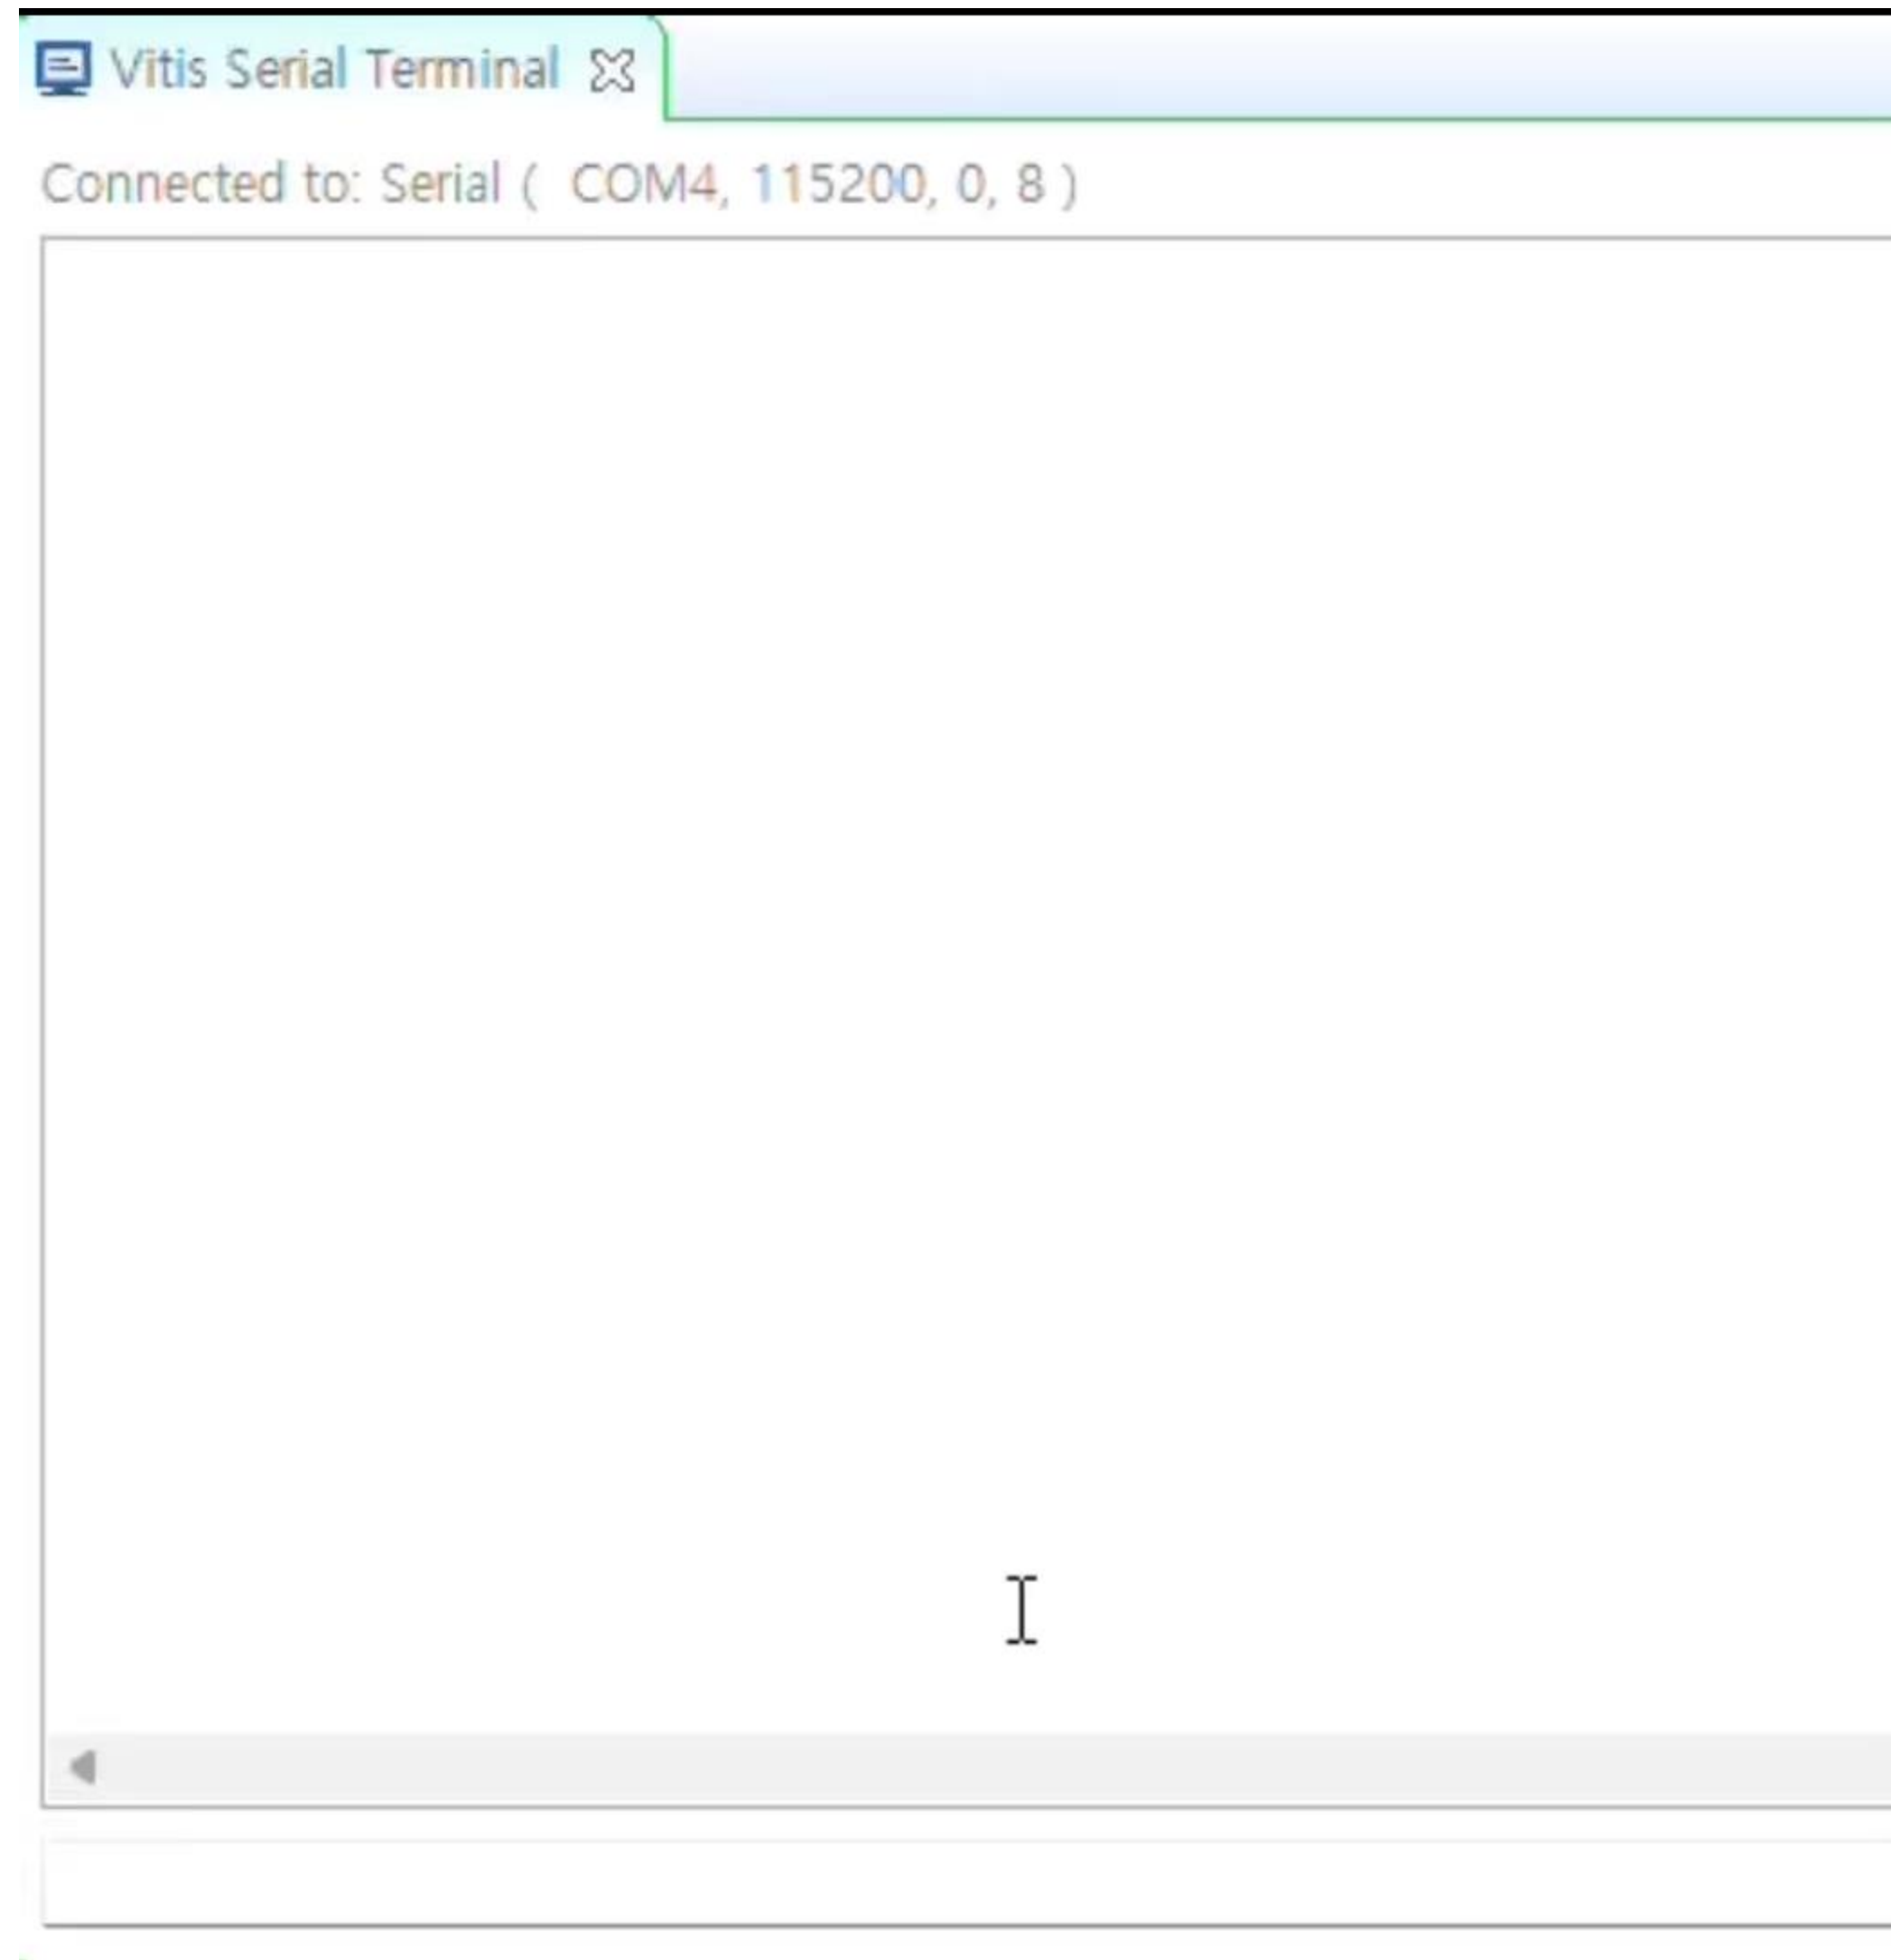 Vitis Serial Terminal
Connected to: Serial ( COM4, 115200, 0, 8 )